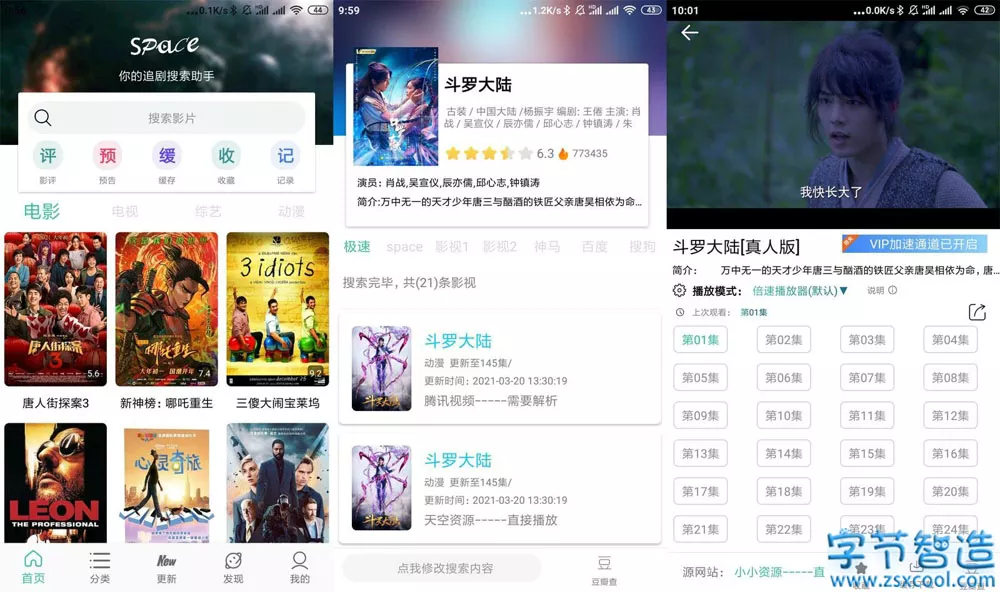 ...0.1K/s 44
space
你的追剧搜索助手
搜索影片
评 预 缓 收 记
影评 预告 缓存 收藏 记录
电影 电视 综艺 动漫
唐人街探案
3
5.6
哪吒重生
7.4
3 idiots
9.2
唐人街探案3 新神榜：哪吒重生 三傻大闹宝莱坞
LEON
THE PROFESSIONAL
心灵奇旅
首页 分类 更新 发现 我的
New
9:59 ...1.2K/s 43
斗罗大陆
古装 / 中国大陆 /杨振宇 编剧: 王倦 主演: 肖
战 / 吴宣仪 / 辰亦儒 / 邱心志 / 钟镇涛 / 朱
6.3 773435
演员：肖战,吴宣仪,辰亦儒,邱心志,钟镇涛
简介:万中无一的天才少年唐三与酗酒的铁匠父亲唐昊相依为命...
极速 space 影视1 影视2 神马 百度 搜狗
搜索完毕，共(21)条影视
斗罗大陆
斗罗大陆
动漫 更新至145集/
更新时间：2021-03-20 13:30:19
腾讯视频-----需要解析
斗罗大陆
斗罗大陆
动漫 更新至145集/
更新时间：2021-03-20 13:30:19
天空资源-----直接播放
点我修改搜索内容
豆瓣查
10:01 ...0.0K/s 42
我快长大了
斗罗大陆[真人版]
VIP加速通道已开启
简介： 万中无一的天才少年唐三与酗酒的铁匠父亲唐昊相依为命，唐...
播放模式： 倍速播放器(默认)▼ 说明
上次观看： 第01集
第01集 第02集 第03集 第04集
第05集 第06集 第07集 第08集
第09集 第10集 第11集 第12集
第13集 第14集 第15集 第16集
第17集 第18集 第19集 第20集
第21集 第22集 第23集 第24集
源网站： 小小资源-----直
字节智造
www.zsxcool.com